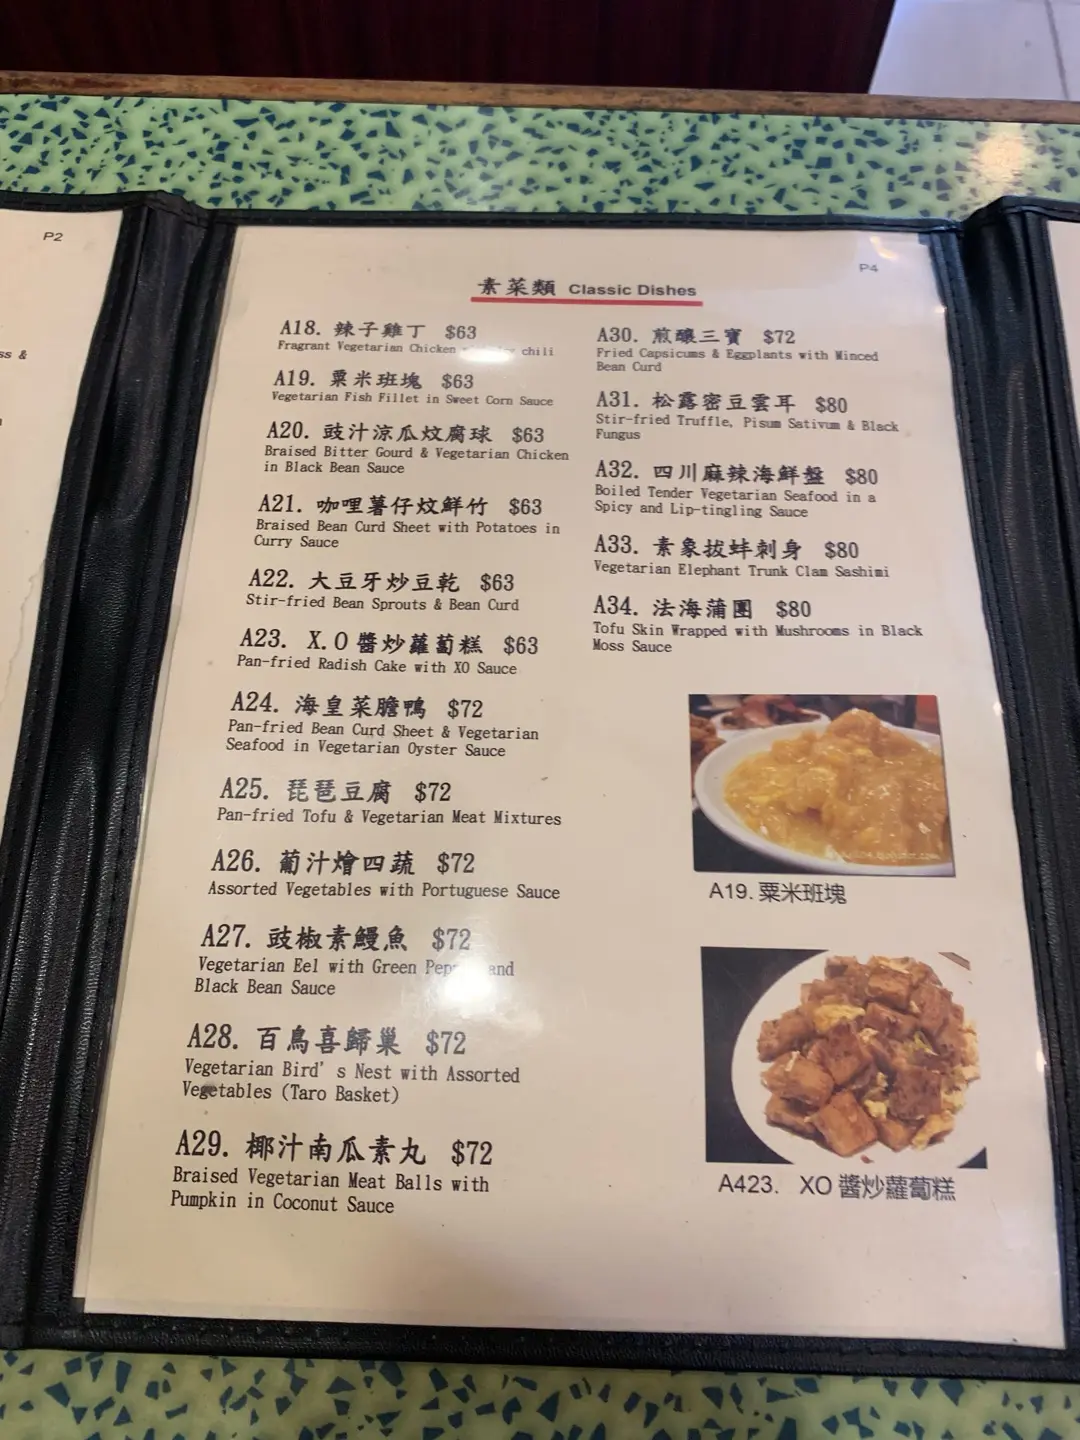 P2
ss &
P4
素菜類 Classic Dishes
A18. 辣子雞丁 $63
Fragrant Vegetarian Chicken chili
A19. 粟米班塊 $63
Vegetarian Fish Fillet in Sweet Corn Sauce
A20. 豉汁涼瓜炆腐球 $63
Braised Bitter Gourd & Vegetarian Chicken
in Black Bean Sauce
A21. 咖哩薯仔炆鮮竹 $63
Braised Bean Curd Sheet with Potatoes in
Curry Sauce
A22. 大豆牙炒豆乾 $63
Stir-fried Bean Sprouts & Bean Curd
A23. X.O 醬炒蘿蔔糕 $63
Pan-fried Radish Cake with XO Sauce
A24. 海皇菜膽鴨 $72
Pan-fried Bean Curd Sheet & Vegetarian
Seafood in Vegetarian Oyster Sauce
A25. 琵琶豆腐 $72
Pan-fried Tofu & Vegetarian Meat Mixtures
A26. 葡汁燴四蔬 $72
Assorted Vegetables with Portuguese Sauce
A27. 豉椒素鰻魚 $72
Vegetarian Eel with Green and
Black Bean Sauce
A28. 百鳥喜歸巢 $72
Vegetarian Bird's Nest with Assorted
Vegetables (Taro Basket)
A29. 椰汁南瓜素丸 $72
Braised Vegetarian Meat Balls with
Pumpkin in Coconut Sauce
A30. 煎釀三寶 $72
Fried Capsicums & Eggplants with Minced
Bean Curd
A31. 松露密豆雲耳 $80
Stir-fried Truffle, Pisum Sativum & Black
Fungus
A32. 四川麻辣海鮮盤 $80
Boiled Tender Vegetarian Seafood in a
Spicy and Lip-tingling Sauce
A33. 素象拔蚌刺身 $80
Vegetarian Elephant Trunk Clam Sashimi
A34. 法海蒲團 $80
Tofu Skin Wrapped with Mushrooms in Black
Moss Sauce
A19. 粟米班塊
A423. XO 醬炒蘿蔔糕